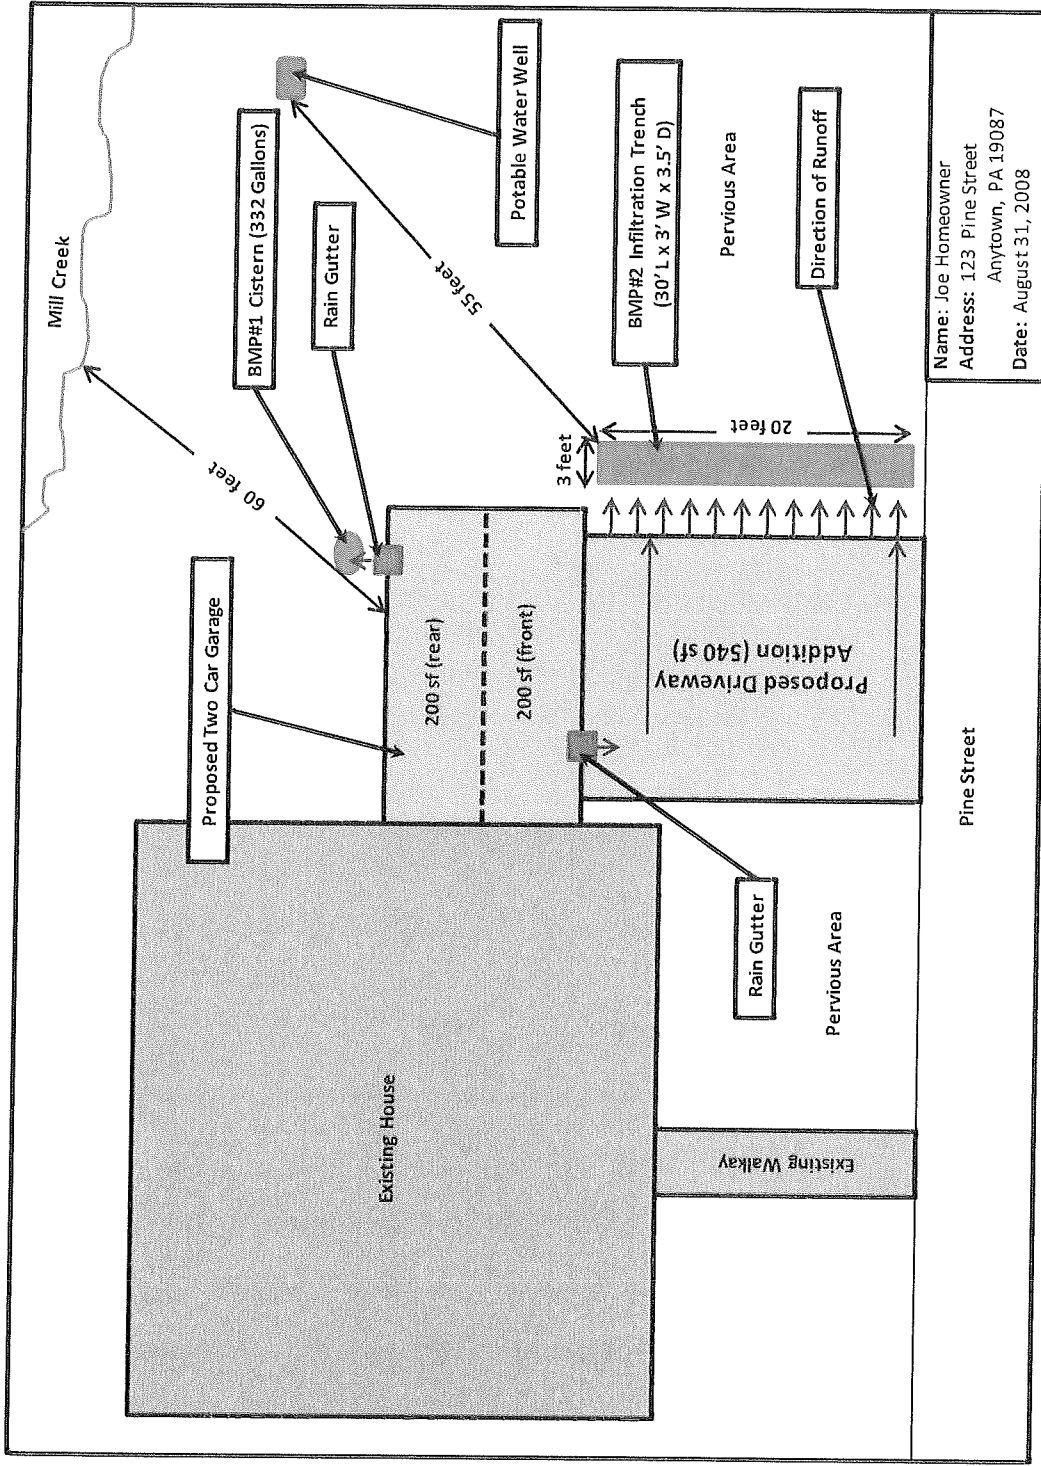 Mill Creek
60 feet
BMP#1 Cistern (332 Gallons)
Rain Gutter
Potable Water Well
55 feet
Proposed Two Car Garage
200 sf (rear)
200 sf (front)
Existing House
BMP#2 Infiltration Trench
(30' L x 3' W x 3.5' D)
Pervious Area
3 feet
20 feet
Direction of Runoff
Proposed Driveway
Addition (540 sf)
Rain Gutter
Pervious Area
Existing Walkay
Pine Street
Name: Joe Homeowner
Address: 123 Pine Street
Anytown, PA 19087
Date: August 31, 2008